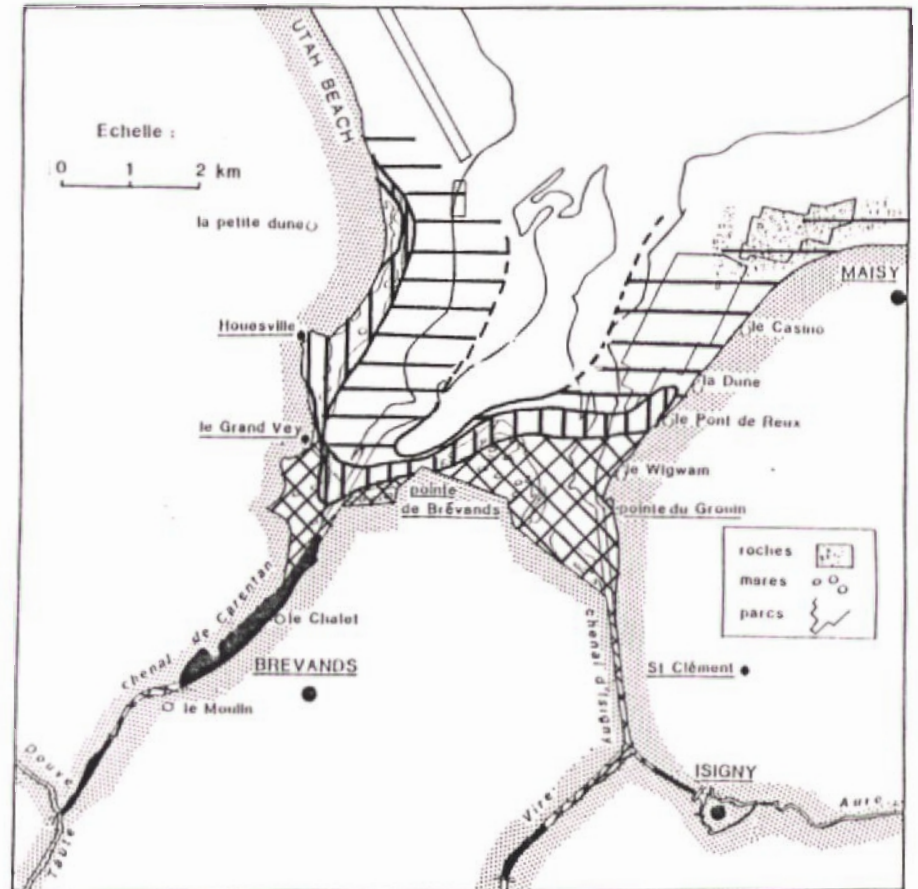 UTAH BEACH
Echelle :
0 1 2 km
la petite dune
MAISY
Houesville
le Casino
la Dune
le Grand Vey
le Pont de Reux
le Wigwam
pointe
de Brévands
pointe du Grouin
roches
mares
parcs
chenal de Carentan
le Chalet
chenal d'Isigny
BREVANDS
St Clément
le Moulin
Douve
ISIGNY
Vire
Aure
Taute